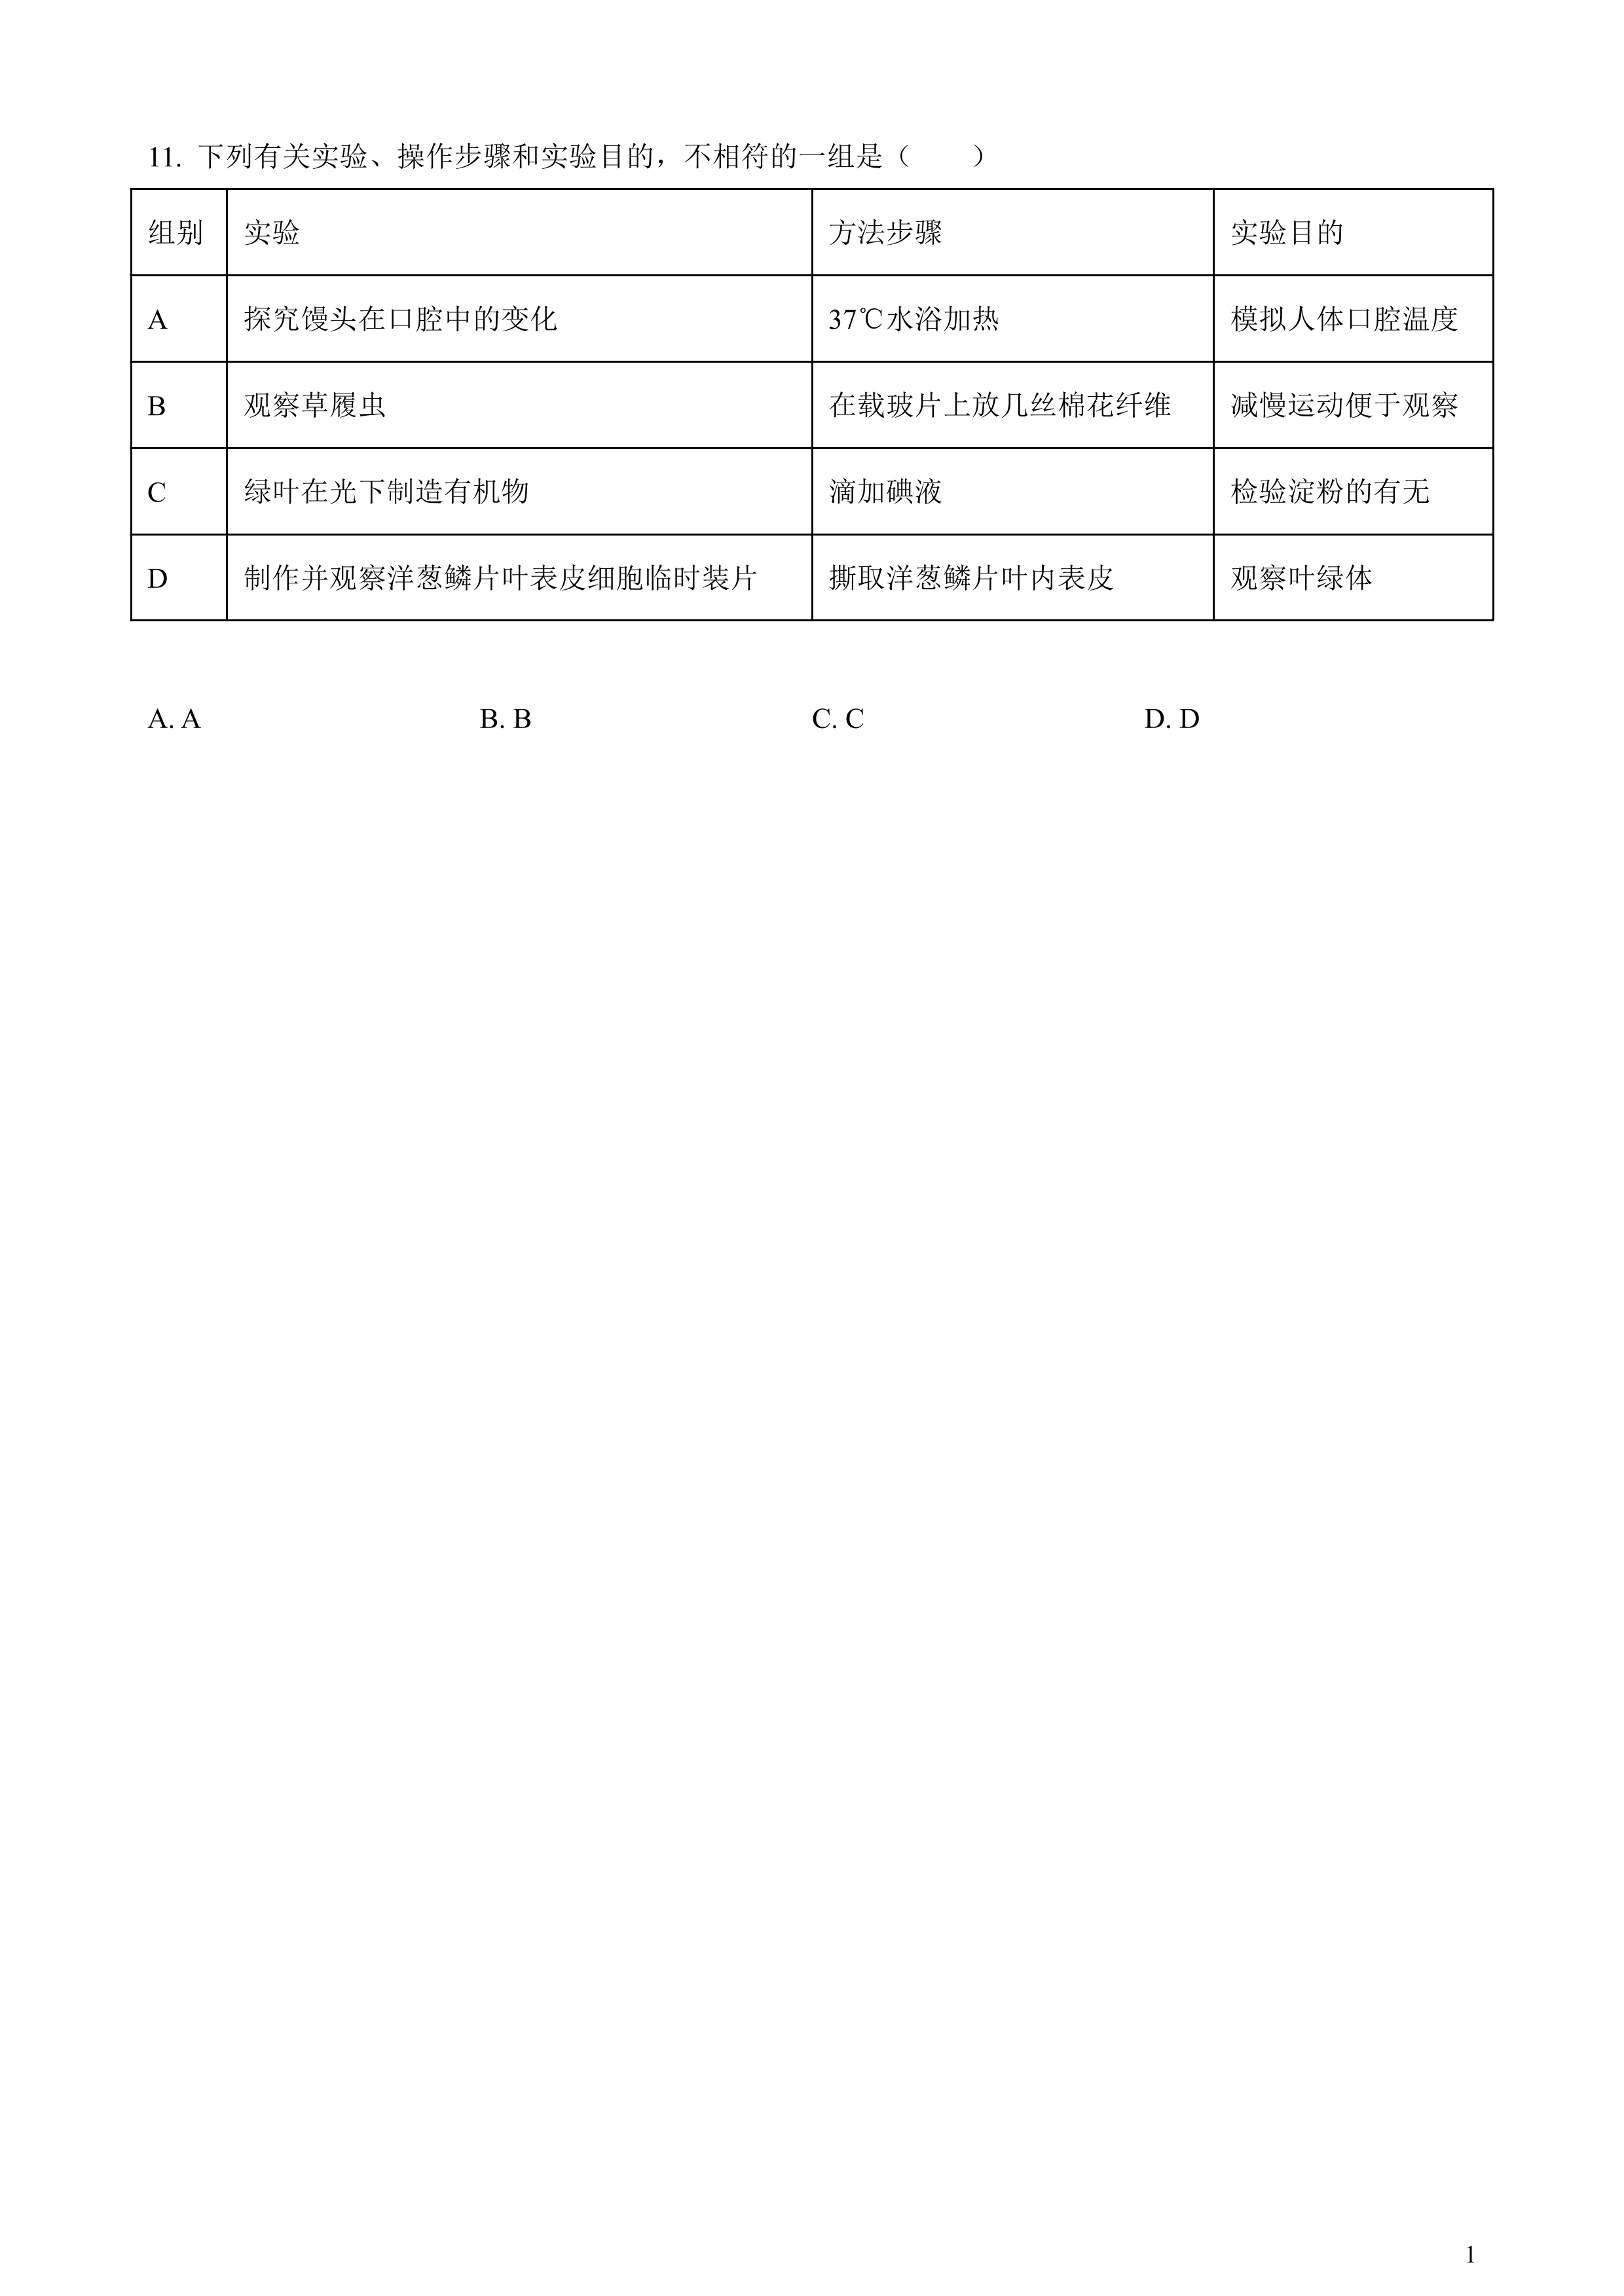 11. 下列有关实验、操作步骤和实验目的，不相符的一组是（　　）
组别 实验 方法步骤 实验目的
A 探究馒头在口腔中的变化 37℃水浴加热 模拟人体口腔温度
B 观察草履虫 在载玻片上放几丝棉花纤维 减慢运动便于观察
C 绿叶在光下制造有机物 滴加碘液 检验淀粉的有无
D 制作并观察洋葱鳞片叶表皮细胞临时装片 撕取洋葱鳞片叶内表皮 观察叶绿体
A. A B. B C. C D. D
1